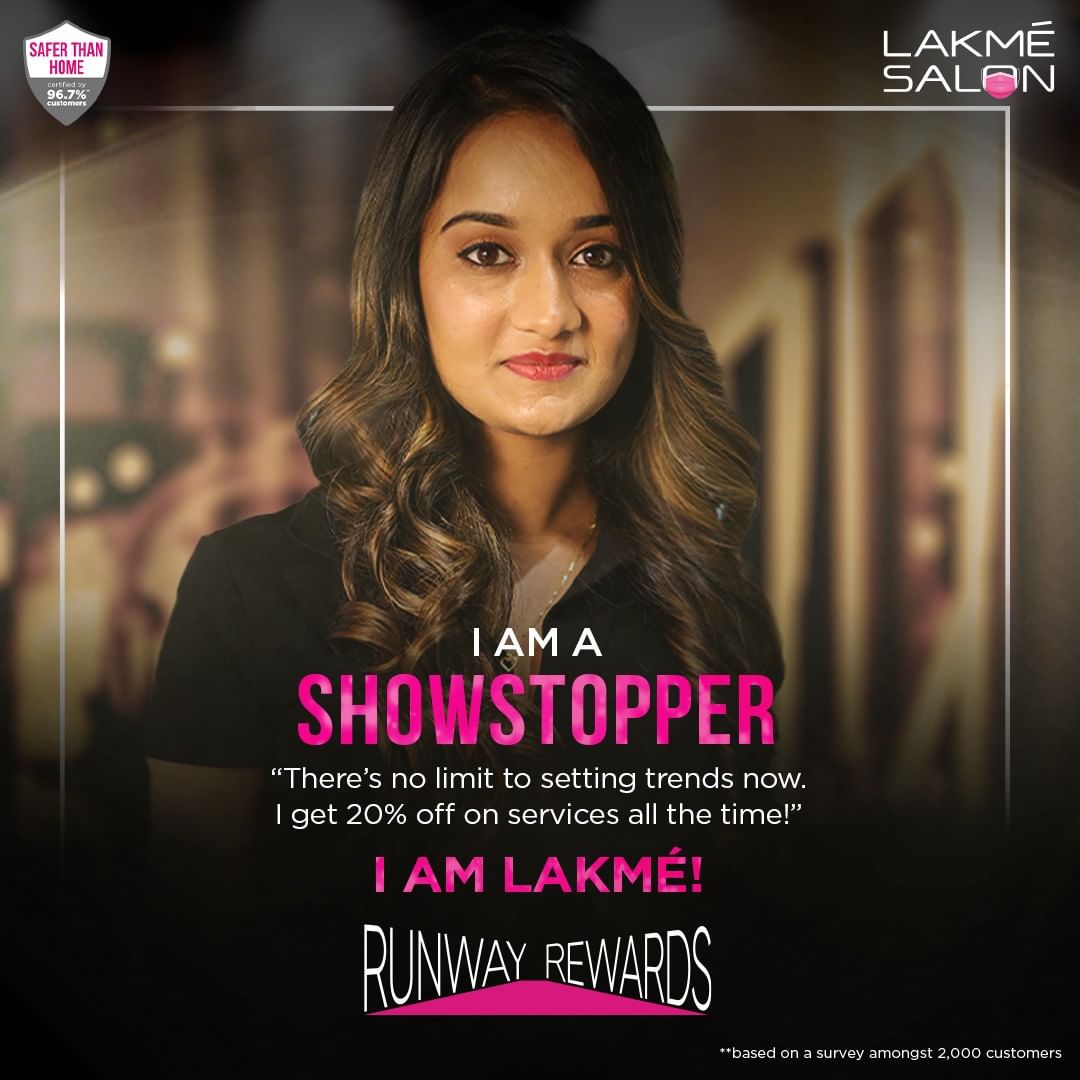 SAFER THAN
HOME
certified by
96.7%**
customers
LAKMÉ
SALON
I AM A
SHOWSTOPPER
“There’s no limit to setting trends now.
I get 20% off on services all the time!”
I AM LAKMÉ!
RUNWAY REWARDS
**based on a survey amongst 2,000 customers